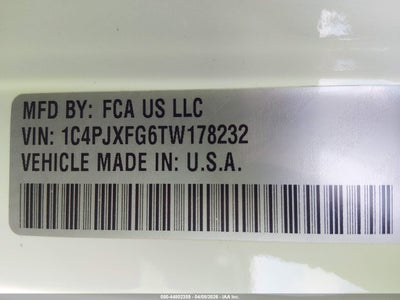 MFD BY: FCA US LLC
VIN: 1C4PJXFG6TW178232
VEHICLE MADE IN: U.S.A.